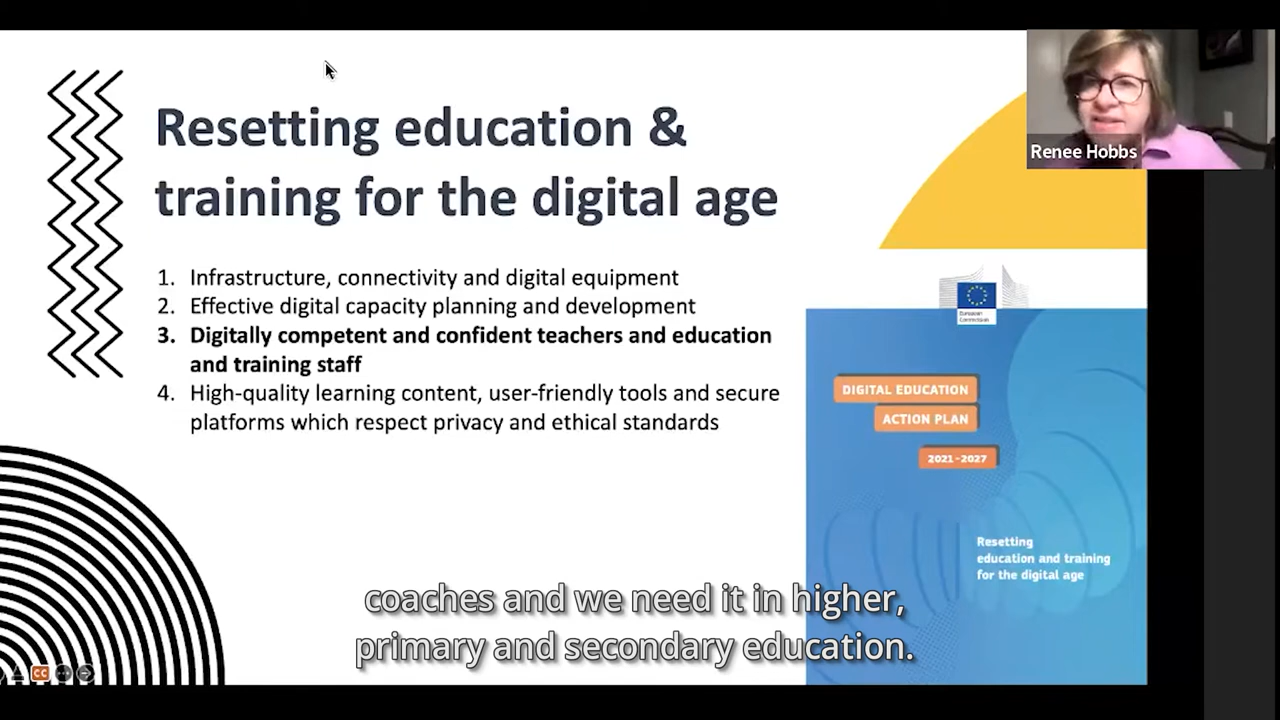 Resetting education &
training for the digital age
Renee Hobbs
1. Infrastructure, connectivity and digital equipment
2. Effective digital capacity planning and development
3. Digitally competent and confident teachers and education
and training staff
4. High-quality learning content, user-friendly tools and secure
platforms which respect privacy and ethical standards
European
Commission
DIGITAL EDUCATION
ACTION PLAN
2021-2027
Resetting
education and training
for the digital age
coaches and we need it in higher,
primary and secondary education.
CC